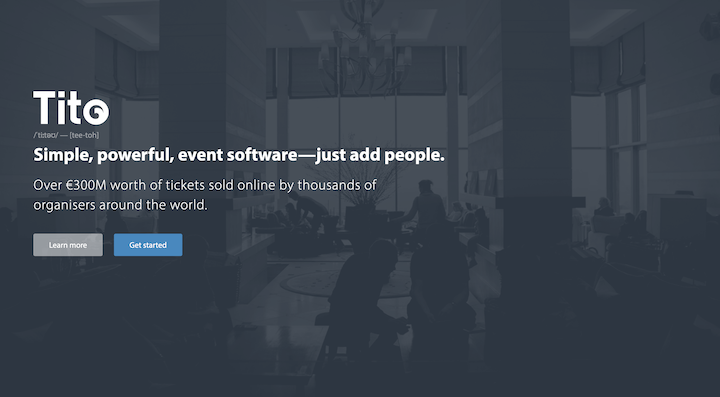 Tito
/ˈtiːtəʊ/ — [tee-toh]
Simple, powerful, event software—just add people.
Over €300M worth of tickets sold online by thousands of
organisers around the world.
Learn more
Get started